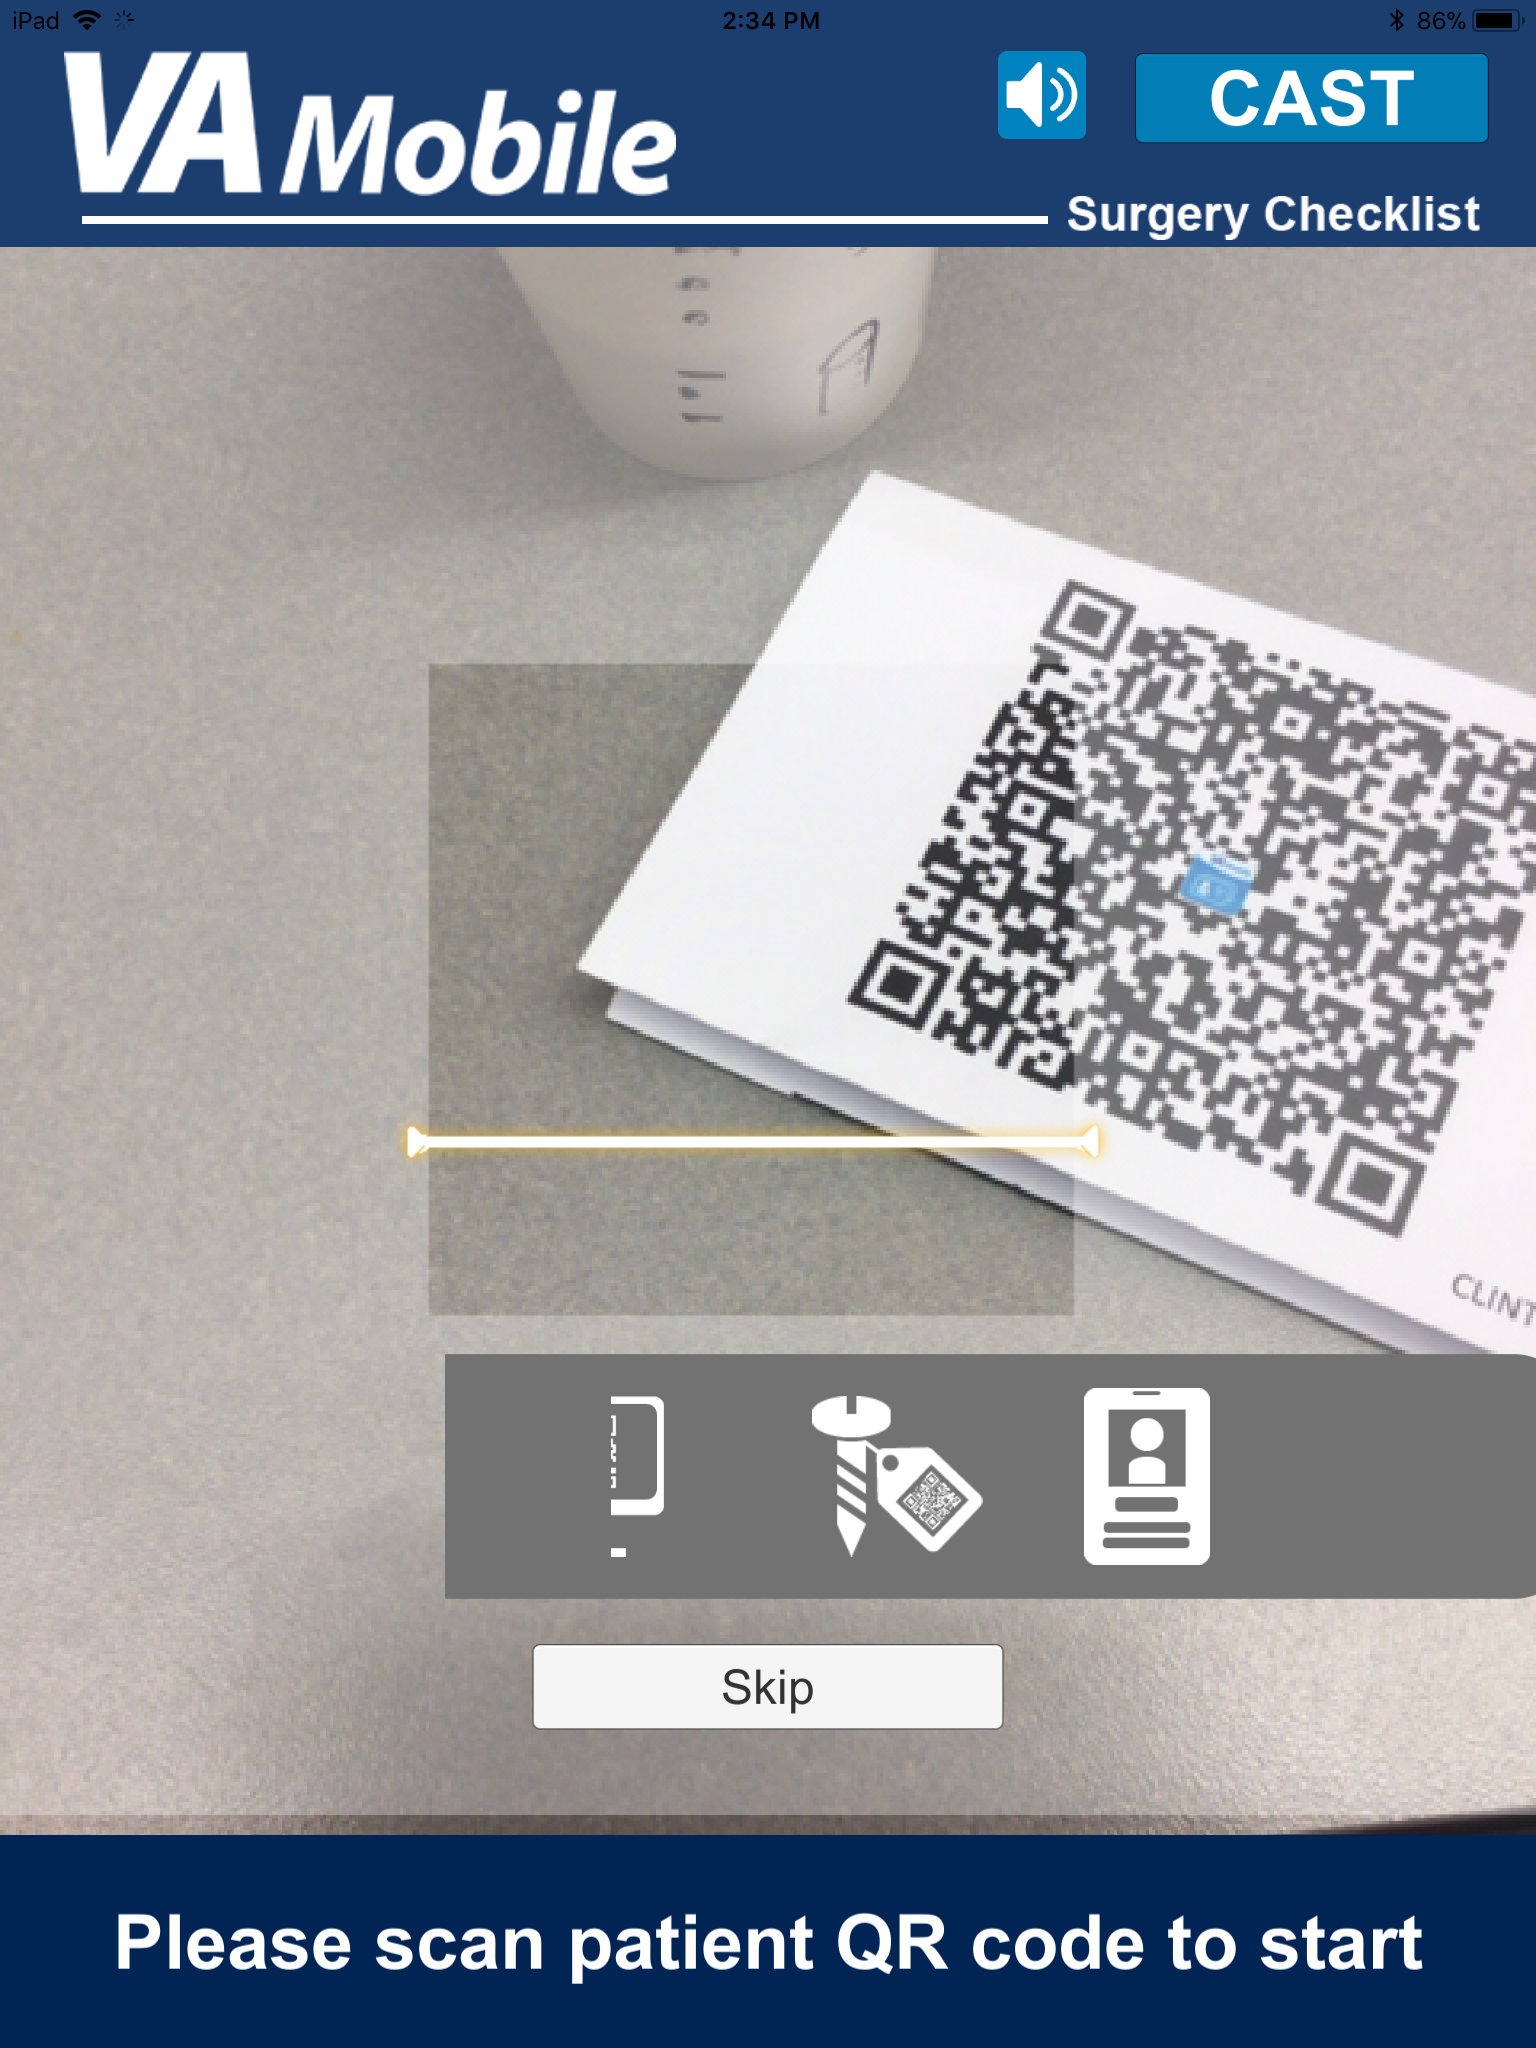 iPad 2:34 PM 86%
VA Mobile
CAST
Surgery Checklist
CLINT
Skip
Please scan patient QR code to start